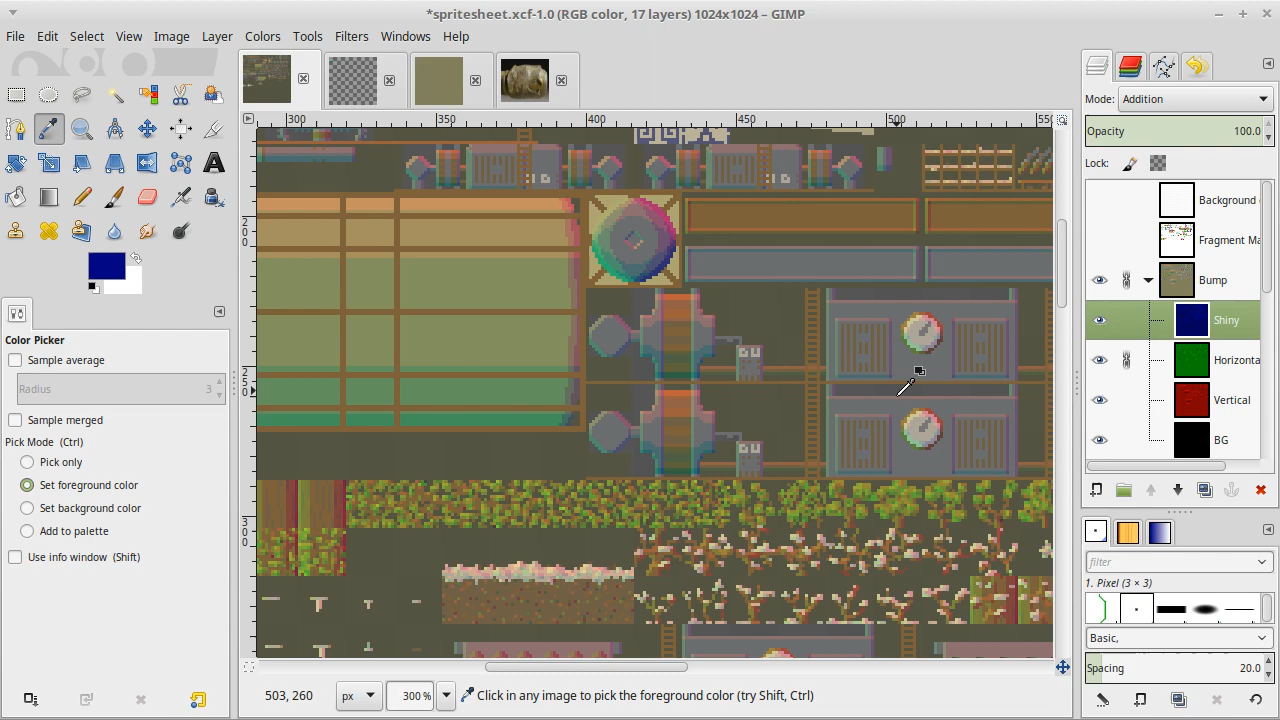 *spritesheet.xcf-1.0 (RGB color, 17 layers) 1024x1024 – GIMP
File Edit Select View Image Layer Colors Tools Filters Windows Help
Mode: Addition
Opacity 100.0
Lock:
300 350 400 450 500 550
200
250
300
Background
Fragment Ma
Bump
Shiny
Horizonta
Vertical
BG
Color Picker
Sample average
Radius 3
Sample merged
Pick Mode (Ctrl)
Pick only
Set foreground color
Set background color
Add to palette
Use info window (Shift)
filter
1. Pixel (3 × 3)
Basic,
Spacing 20.0
503, 260 px 300 % Click in any image to pick the foreground color (try Shift, Ctrl)